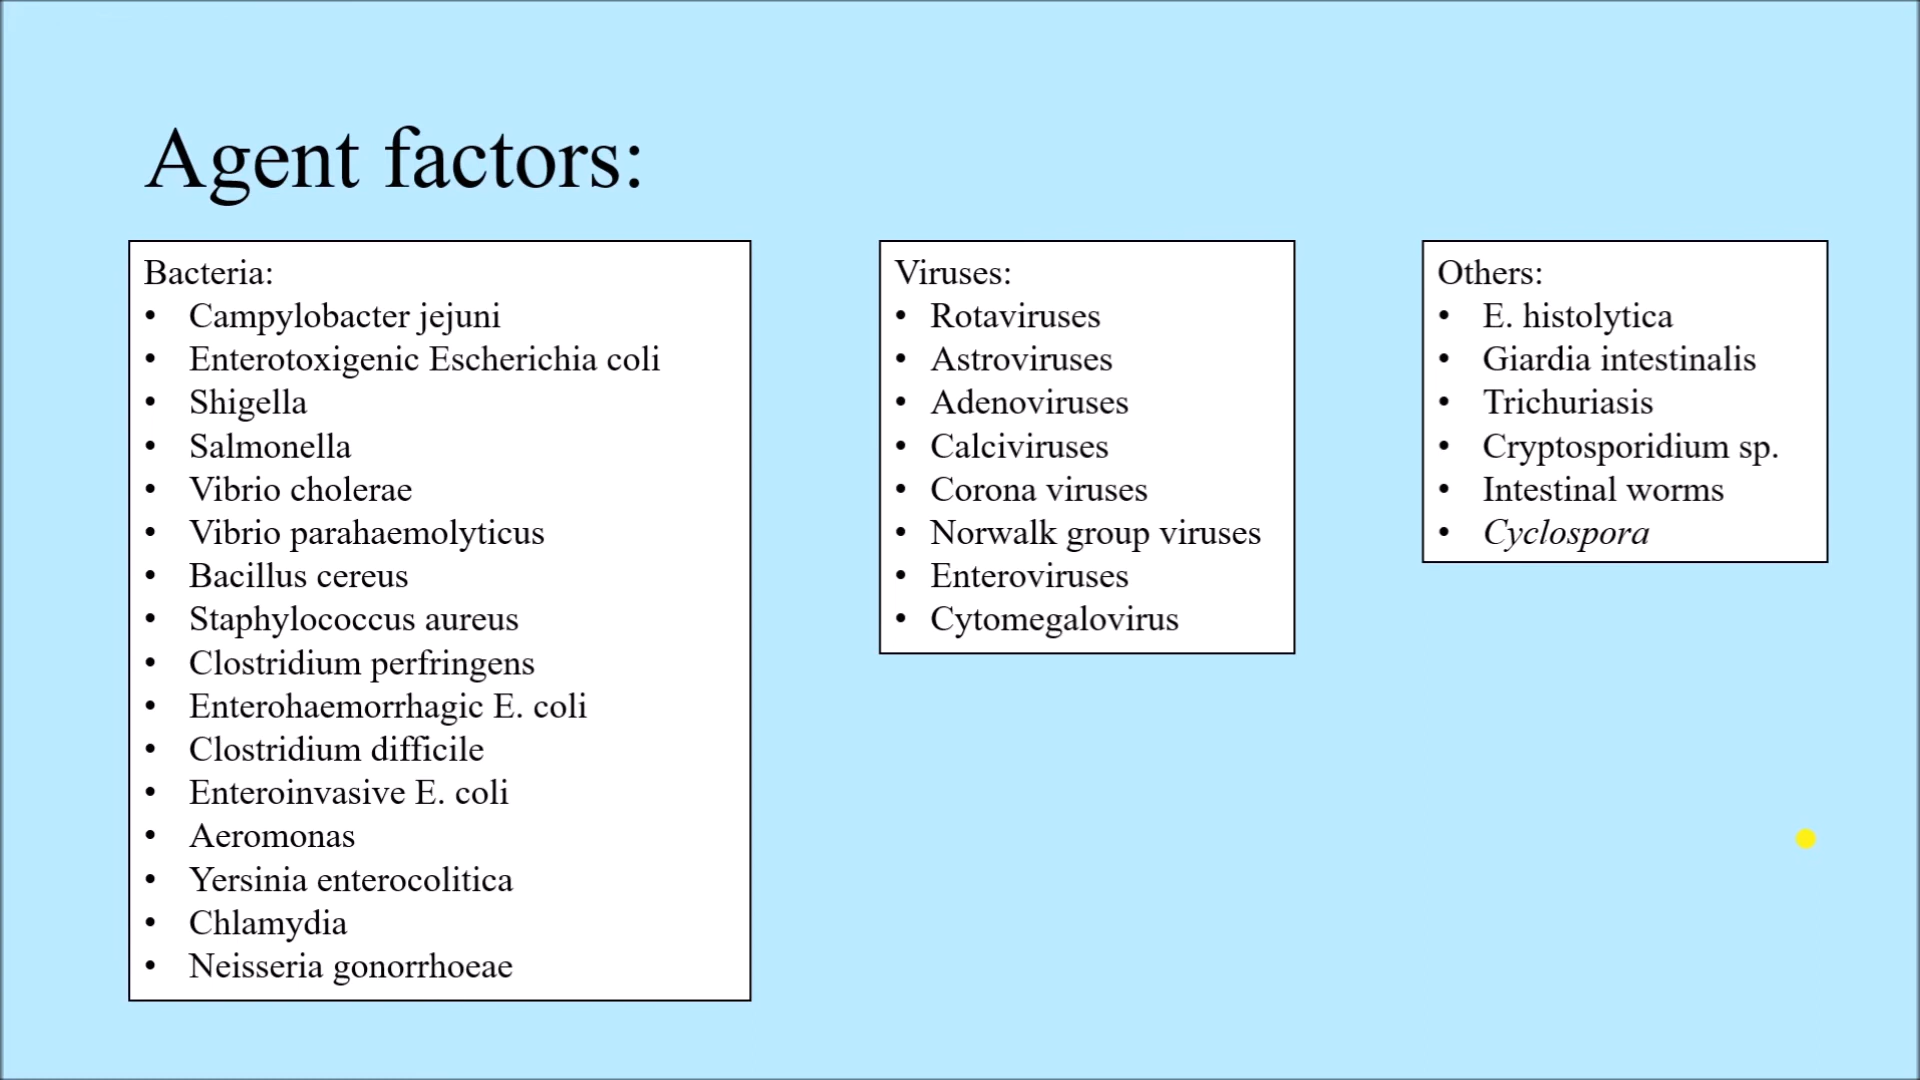 Agent factors:
Bacteria:
• Campylobacter jejuni
• Enterotoxigenic Escherichia coli
• Shigella
• Salmonella
• Vibrio cholerae
• Vibrio parahaemolyticus
• Bacillus cereus
• Staphylococcus aureus
• Clostridium perfringens
• Enterohaemorrhagic E. coli
• Clostridium difficile
• Enteroinvasive E. coli
• Aeromonas
• Yersinia enterocolitica
• Chlamydia
• Neisseria gonorrhoeae
Viruses:
• Rotaviruses
• Astroviruses
• Adenoviruses
• Calciviruses
• Corona viruses
• Norwalk group viruses
• Enteroviruses
• Cytomegalovirus
Others:
• E. histolytica
• Giardia intestinalis
• Trichuriasis
• Cryptosporidium sp.
• Intestinal worms
• Cyclospora